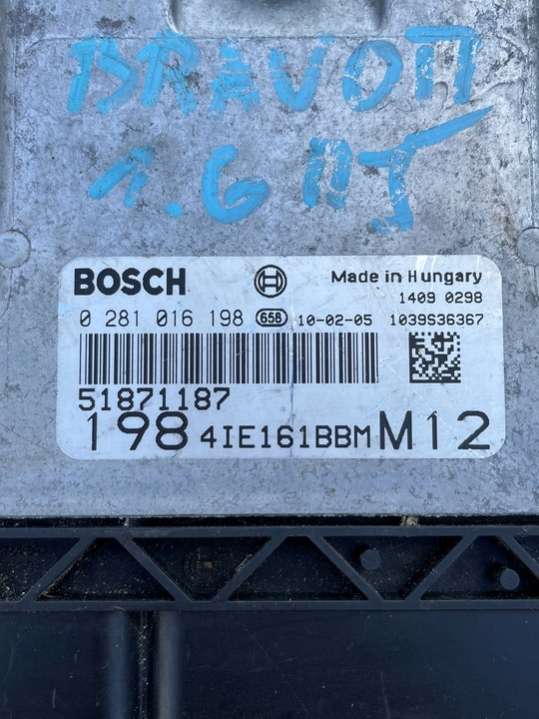 BRAVO II
1.6 DJ
BOSCH
Made in Hungary
1409 0298
0 281 016 198 658 10-02-05 1039S36367
51871187
198 4IE161BBM M12